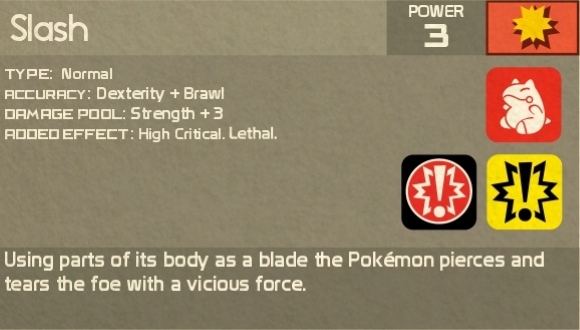 Slash
POWER
3
TYPE: Normal
ACCURACY: Dexterity + Brawl
DAMAGE POOL: Strength + 3
ADDED EFFECT: High Critical. Lethal.
Using parts of its body as a blade the Pokémon pierces and
tears the foe with a vicious force.